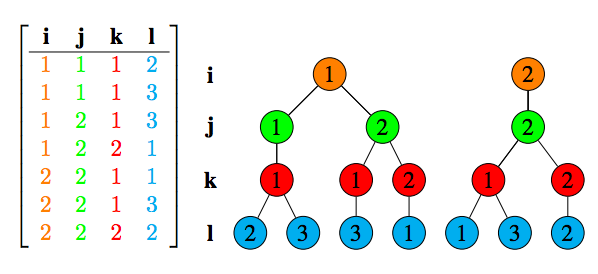 i j k l
1 1 1 2
1 1 1 3
1 2 1 3
1 2 2 1
2 2 1 1
2 2 1 3
2 2 2 2
i 1 2
j 1 2 2
k 1 1 2 1 2
l 2 3 3 1 1 3 2